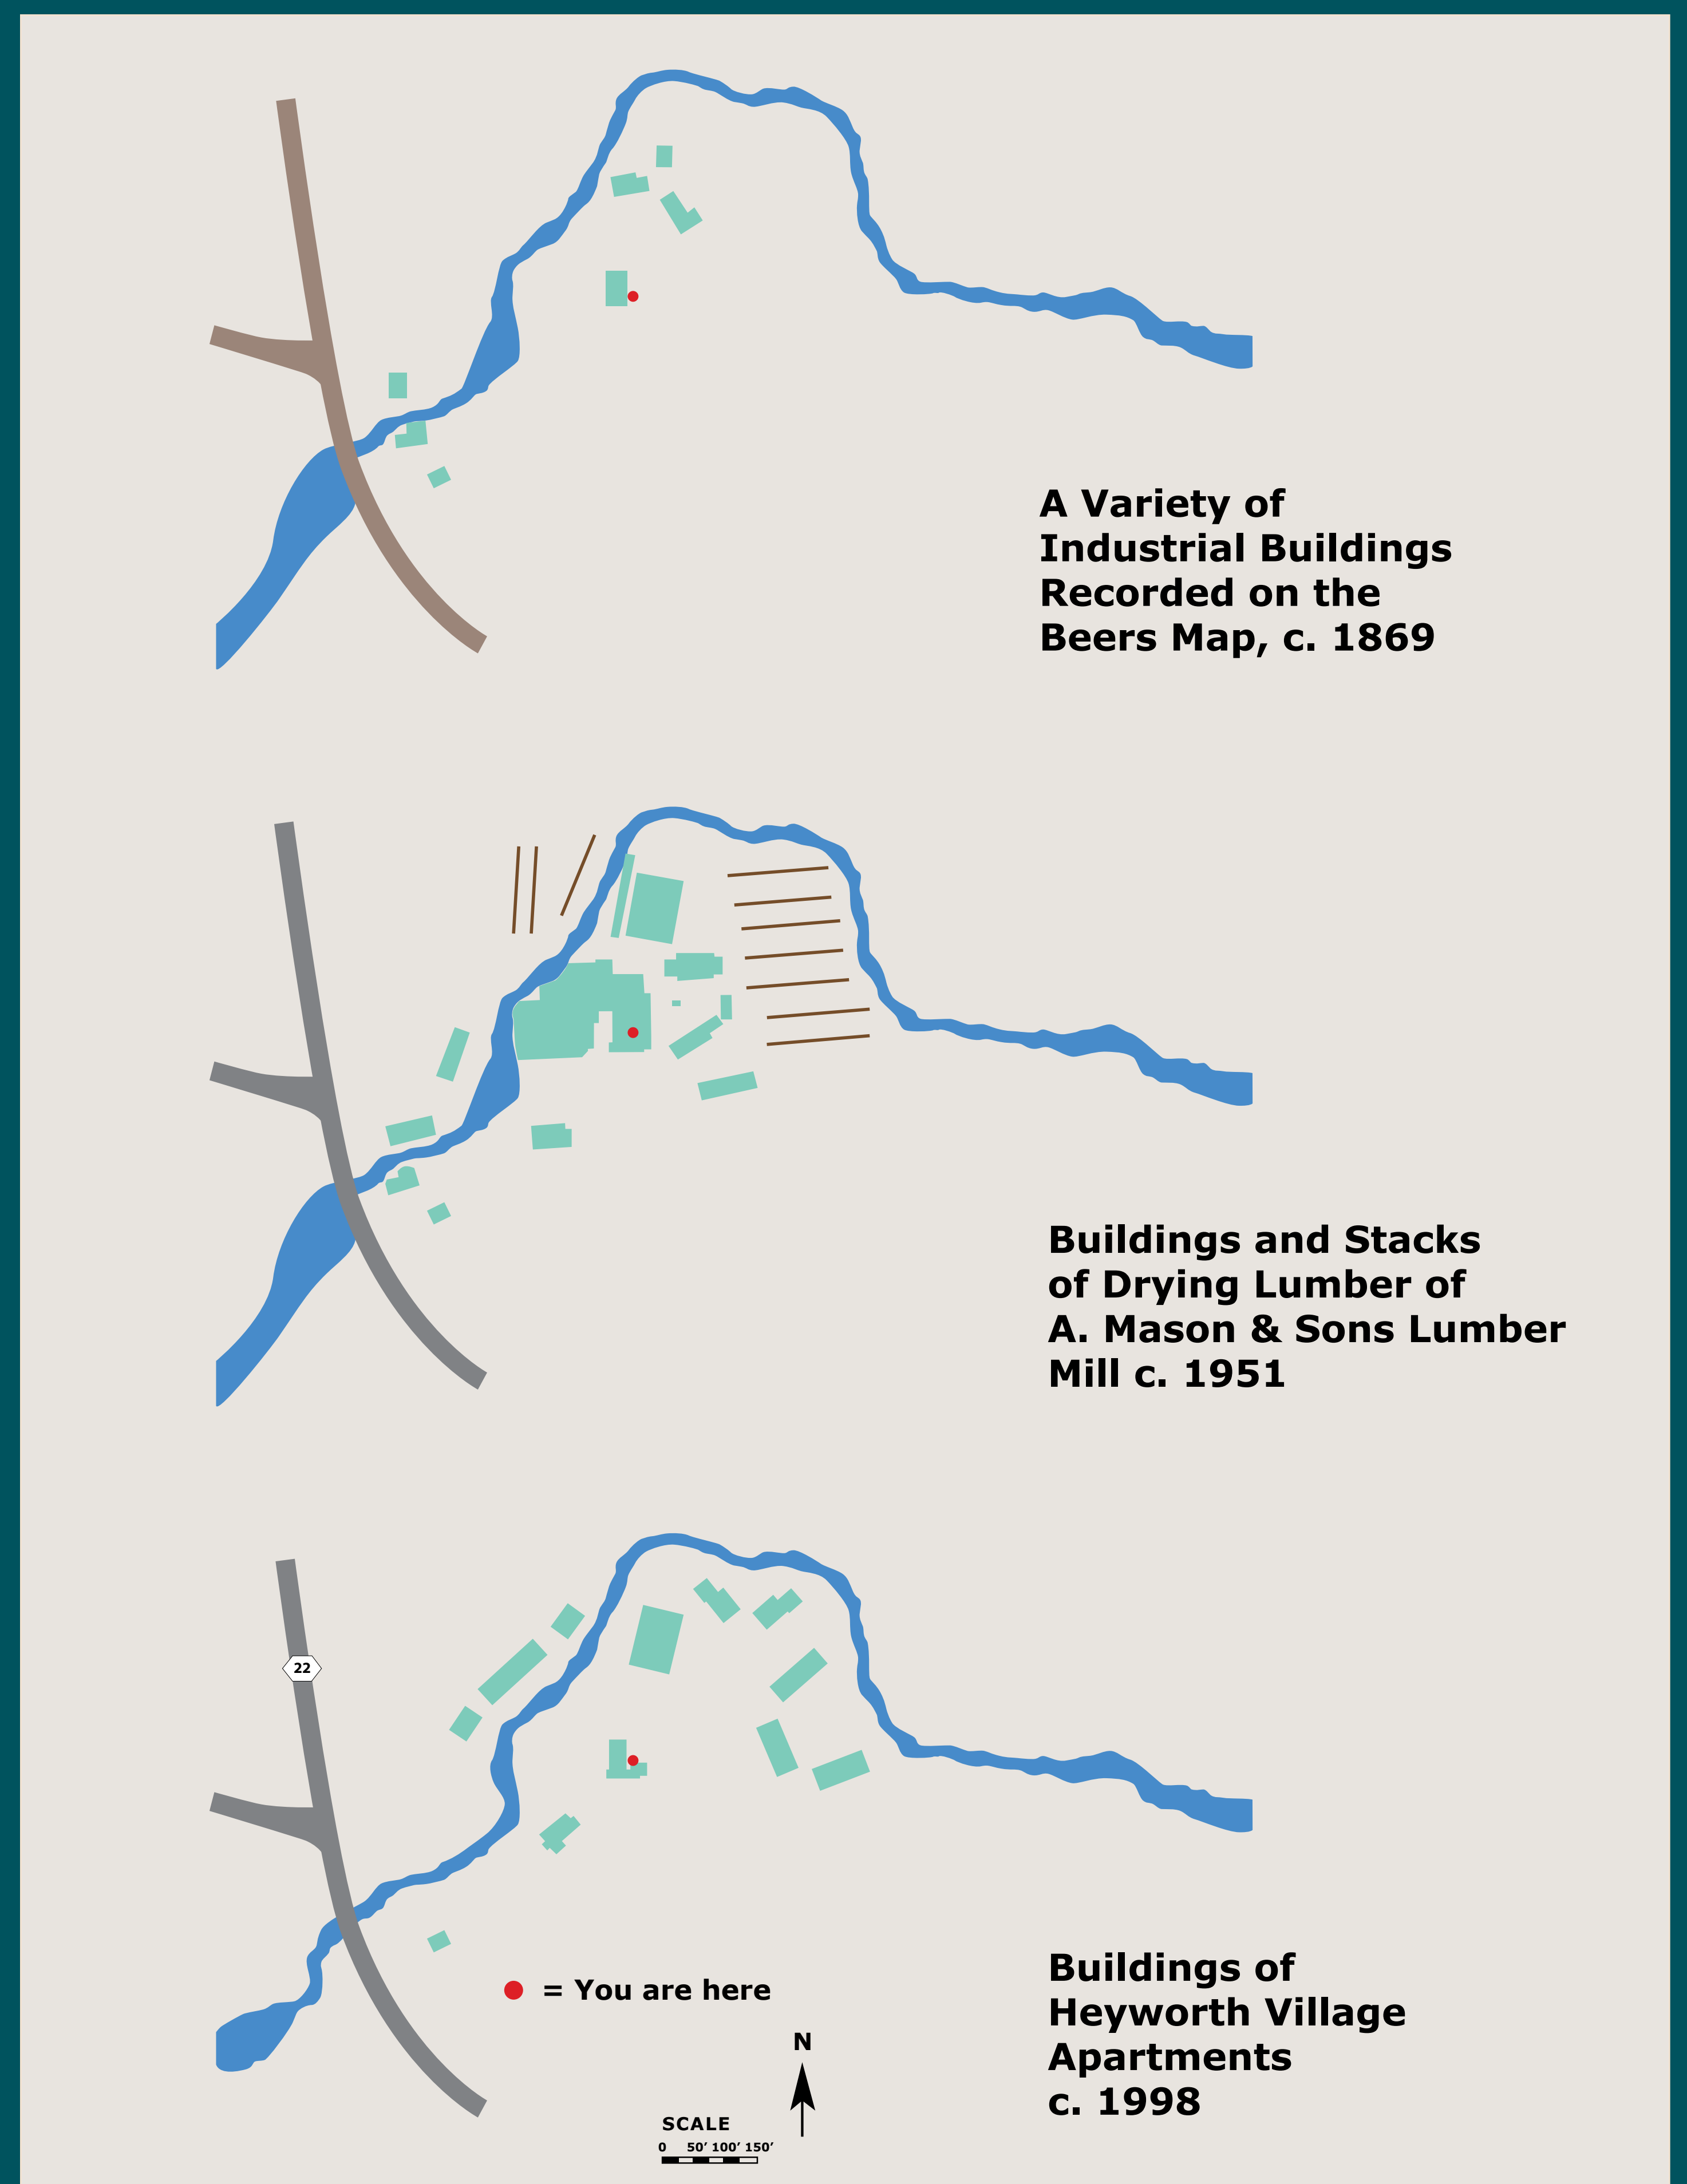 A Variety of
Industrial Buildings
Recorded on the
Beers Map, c. 1869
Buildings and Stacks
of Drying Lumber of
A. Mason & Sons Lumber
Mill c. 1951
22
= You are here
Buildings of
Heyworth Village
Apartments
c. 1998
N
SCALE
0 50’ 100’ 150’